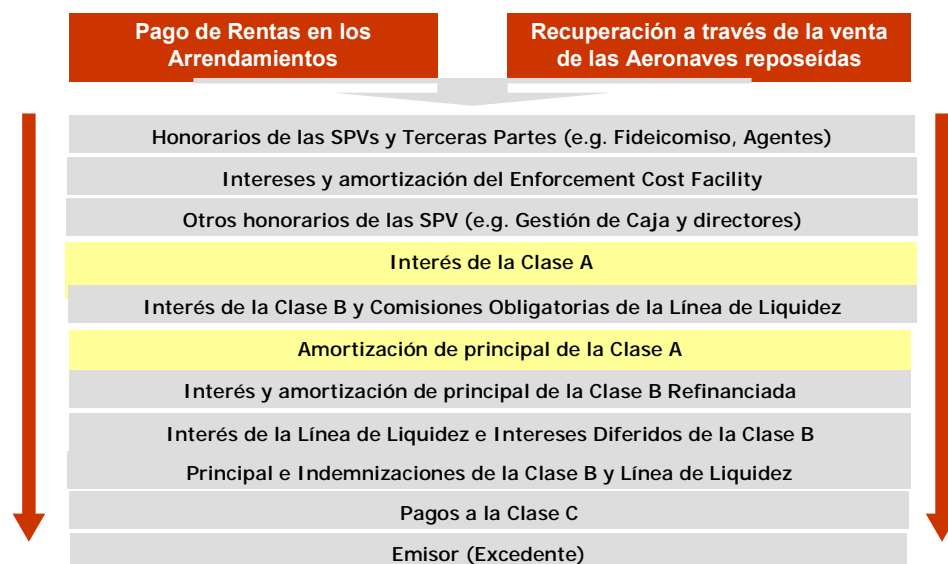 Pago de Rentas en los
Arrendamientos
Recuperación a través de la venta
de las Aeronaves reposeídas
Honorarios de las SPVs y Terceras Partes (e.g. Fideicomiso, Agentes)
Intereses y amortización del Enforcement Cost Facility
Otros honorarios de las SPV (e.g. Gestión de Caja y directores)
Interés de la Clase A
Interés de la Clase B y Comisiones Obligatorias de la Línea de Liquidez
Amortización de principal de la Clase A
Interés y amortización de principal de la Clase B Refinanciada
Interés de la Línea de Liquidez e Intereses Diferidos de la Clase B
Principal e Indemnizaciones de la Clase B y Línea de Liquidez
Pagos a la Clase C
Emisor (Excedente)